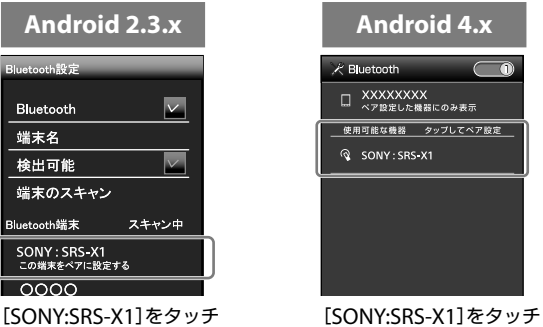 Android 2.3.x
Bluetooth設定
Bluetooth
端末名
検出可能
端末のスキャン
Bluetooth端末 スキャン中
SONY : SRS-X1
この端末をペアに設定する
OOOO
[SONY:SRS-X1]をタッチ
Android 4.x
Bluetooth
XXXXXXXX
ペア設定した機器にのみ表示
使用可能な機器 タップしてペア設定
SONY : SRS-X1
[SONY:SRS-X1]をタッチ